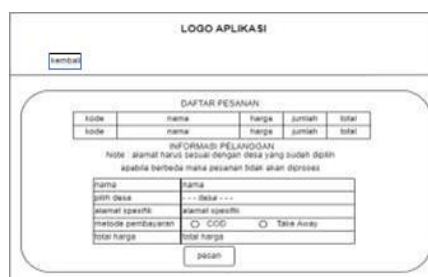 LOGO APLIKASI
kembali
DAFTAR PESANAN
kode nama harga jumlah total
kode nama harga jumlah total
INFORMASI PELANGGAN
Note : alamat harus sesuai dengan desa yang sudah dipilih
apabila berbeda maka pesanan tidak akan diproses
nama nama
pilih desa - - - desa - - -
alamat spesifik alamat spesifik
metode pembayaran COD Take Away
total harga total harga
pesan